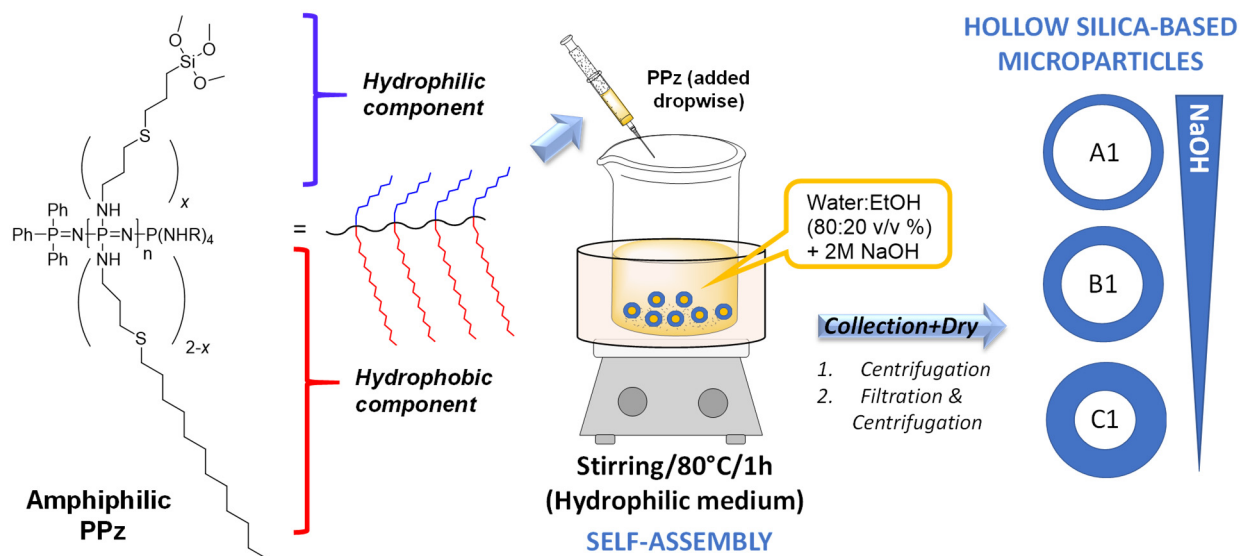 O
O
Si
O
S
NH
x
Ph
Ph
P=N
P=N
P(NHR)4
n
Ph
NH
2-x
S
Amphiphilic
PPz
Hydrophilic
component
=
Hydrophobic
component
PPz (added
dropwise)
Water:EtOH
(80:20 v/v %)
+ 2M NaOH
Stirring/80°C/1h
(Hydrophilic medium)
SELF-ASSEMBLY
Collection+Dry
1. Centrifugation
2. Filtration &
Centrifugation
HOLLOW SILICA-BASED
MICROPARTICLES
A1
B1
C1
NaOH